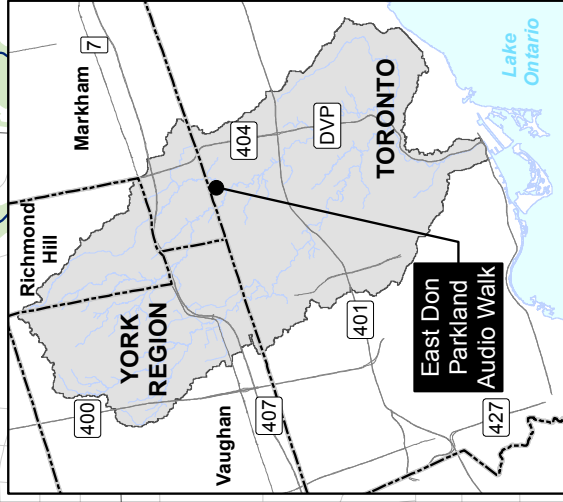 Richmond
Hill
Markham
7
YORK
REGION
400
404
DVP
TORONTO
Lake
Ontario
Vaughan
407
401
427
East Don
Parkland
Audio Walk